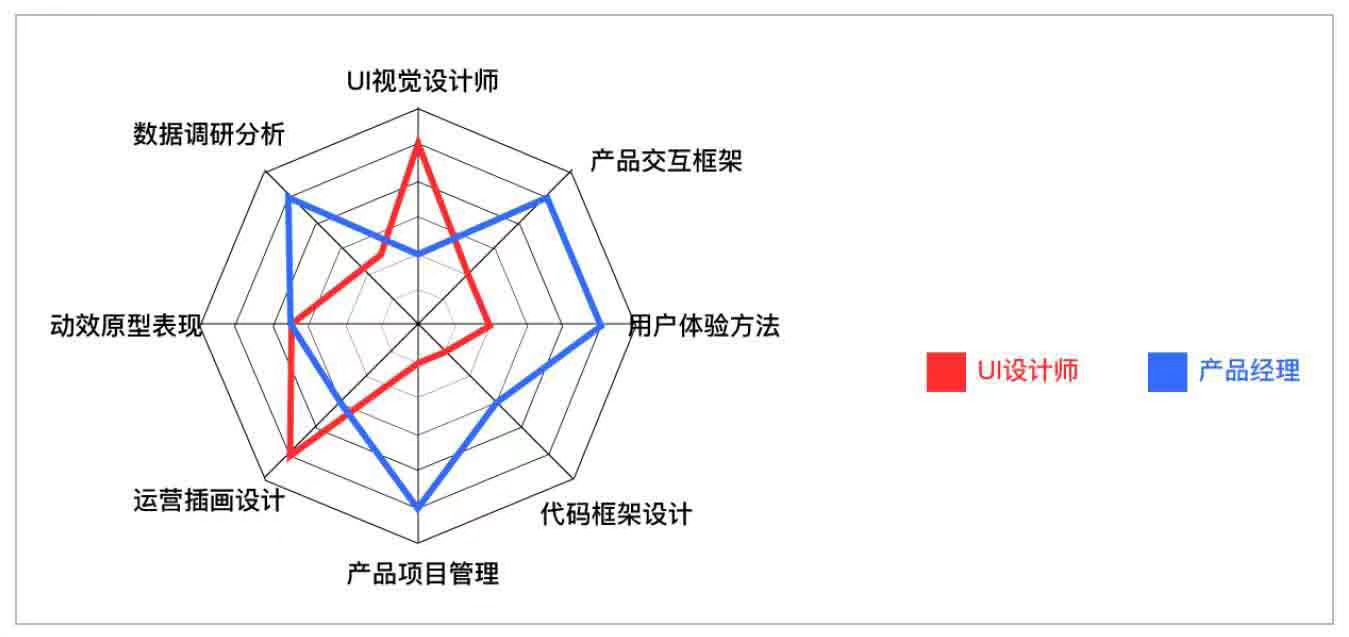 UI视觉设计师
数据调研分析
产品交互框架
动效原型表现
用户体验方法
UI设计师
产品经理
运营插画设计
代码框架设计
产品项目管理